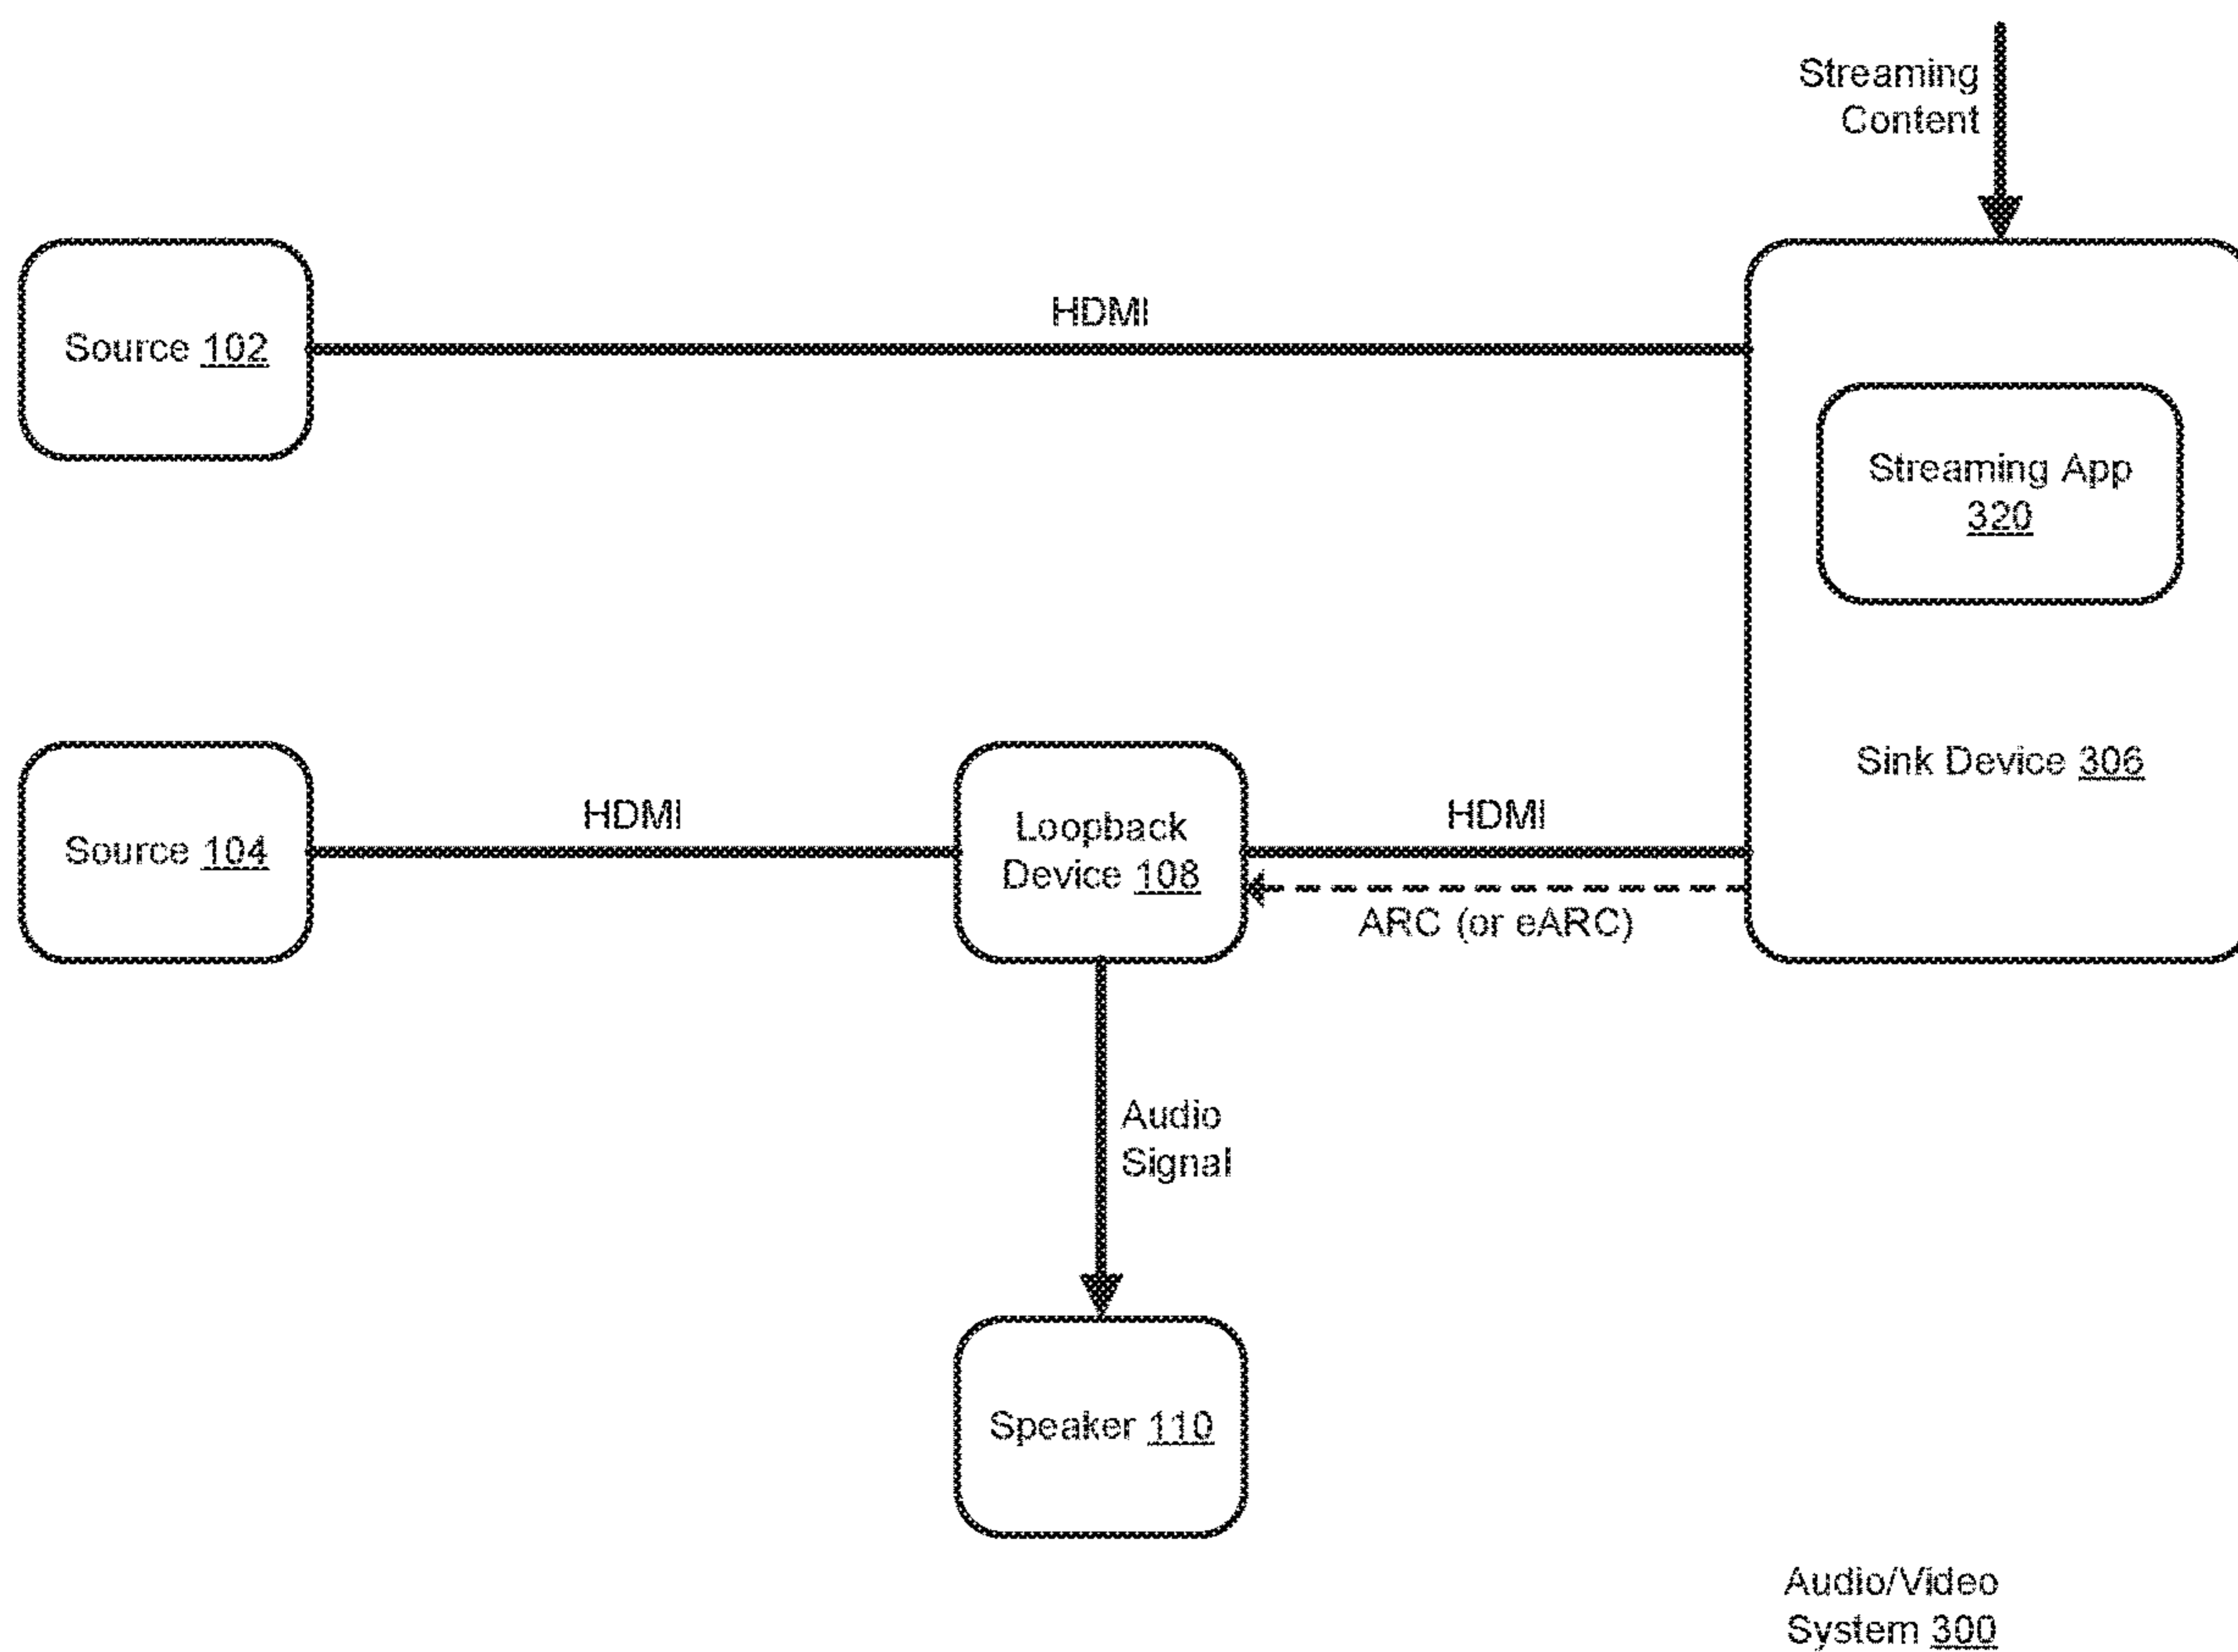 Streaming
Content
HDMI
Source 102
Streaming App
320
Sink Device 306
HDMI
HDMI
Source 104
Loopback
Device 108
ARC (or eARC)
Audio
Signal
Speaker 110
Audio/Video
System 300